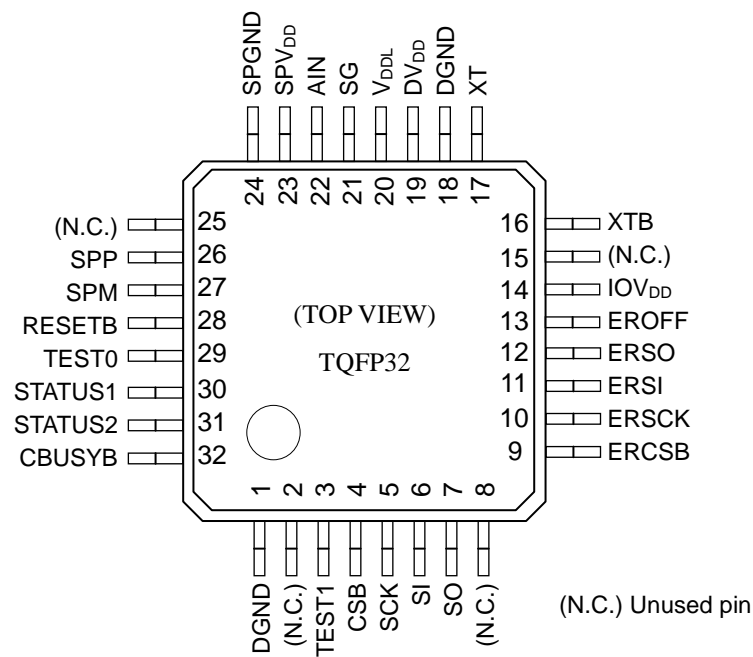 SPGND SPVDD AIN SG VDDL DVDD DGND XT
24 23 22 21 20 19 18 17
(N.C.) 25 16 XTB
SPP 26 15 (N.C.)
SPM 27 14 IOVDD
RESETB 28 (TOP VIEW) 13 EROFF
TEST0 29 TQFP32 12 ERSO
STATUS1 30 11 ERSI
STATUS2 31 10 ERSCK
CBUSYB 32 9 ERCSB
1 2 3 4 5 6 7 8
DGND (N.C.) TEST1 CSB SCK SI SO (N.C.)
(N.C.) Unused pin